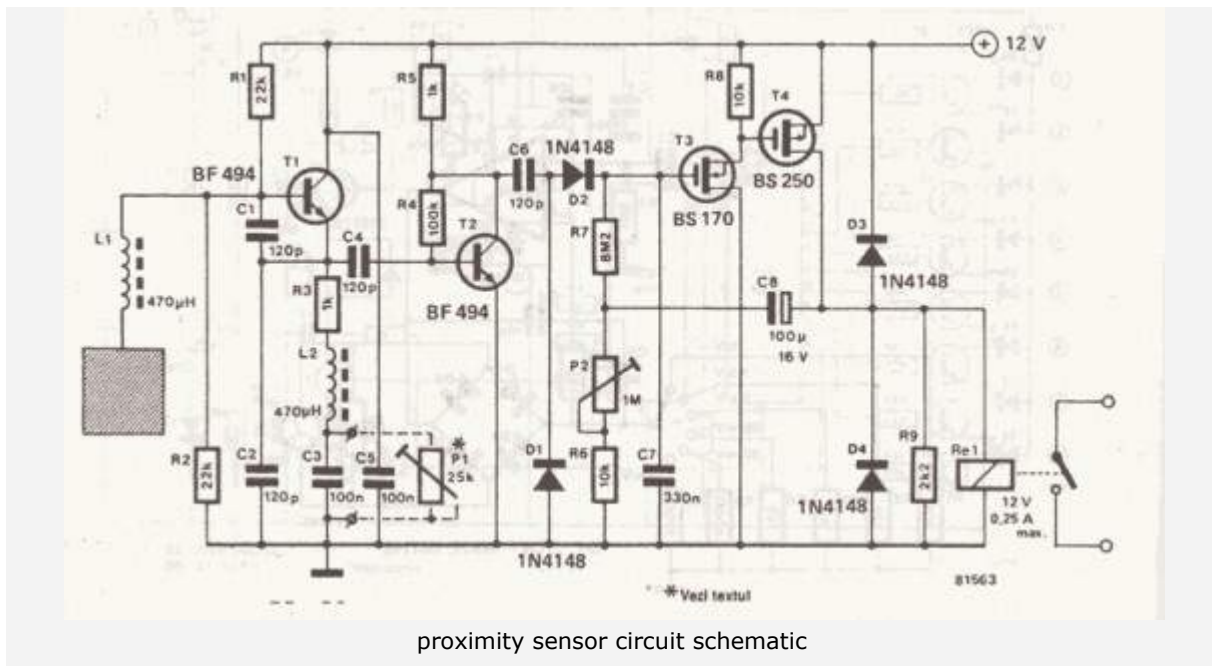 12 V
R1
22k
R5
1k
R8
10k
T4
BS 250
T3
BS 170
C6
120p
1N4148
D2
BF 494
T1
C1
120p
L1
470µH
R4
100k
T2
C4
120p
BF 494
R3
1k
R7
8M2
D3
1N4148
C8
100µ
16 V
L2
470µH
P2
1M
R2
22k
C2
120p
C3
100n
C5
100n
*
P1
25k
D1
1N4148
R6
10k
C7
330n
D4
1N4148
R9
2k2
Re1
12 V
0,25 A
max.
81563
* Vezi textul
proximity sensor circuit schematic